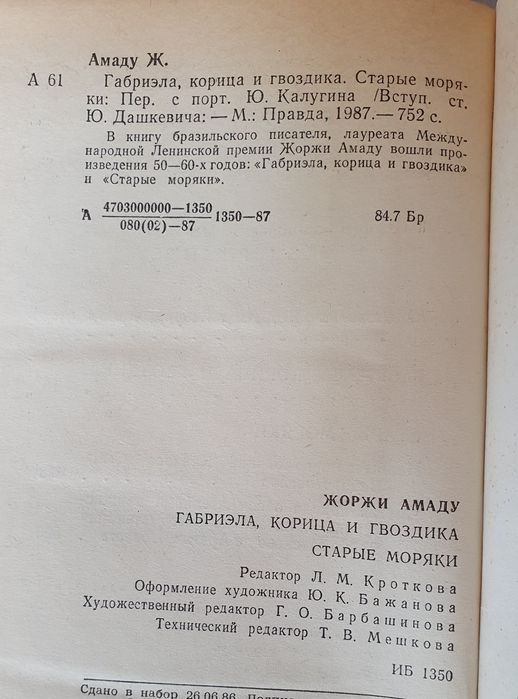 Амаду Ж.
А 61 Габриэла, корица и гвоздика. Старые моря-
ки: Пер. с порт. Ю. Калугина /Вступ. ст.
Ю. Дашкевича: — М.: Правда, 1987.— 752 с.
В книгу бразильского писателя, лауреата Между-
народной Ленинской премии Жоржи Амаду вошли про-
изведения 50—60-х годов: «Габриэла, корица и гвоздика»
и «Старые моряки».
А 4703000000—1350 1350—87 84.7 Бр
080(02)—87
ЖОРЖИ АМАДУ
ГАБРИЭЛА, КОРИЦА И ГВОЗДИКА
СТАРЫЕ МОРЯКИ
Редактор Л. М. Кроткова
Оформление художника Ю. К. Бажанова
Художественный редактор Г. О. Барбашинова
Технический редактор Т. В. Мешкова
ИБ 1350
Сдано в набор 26.06.86.